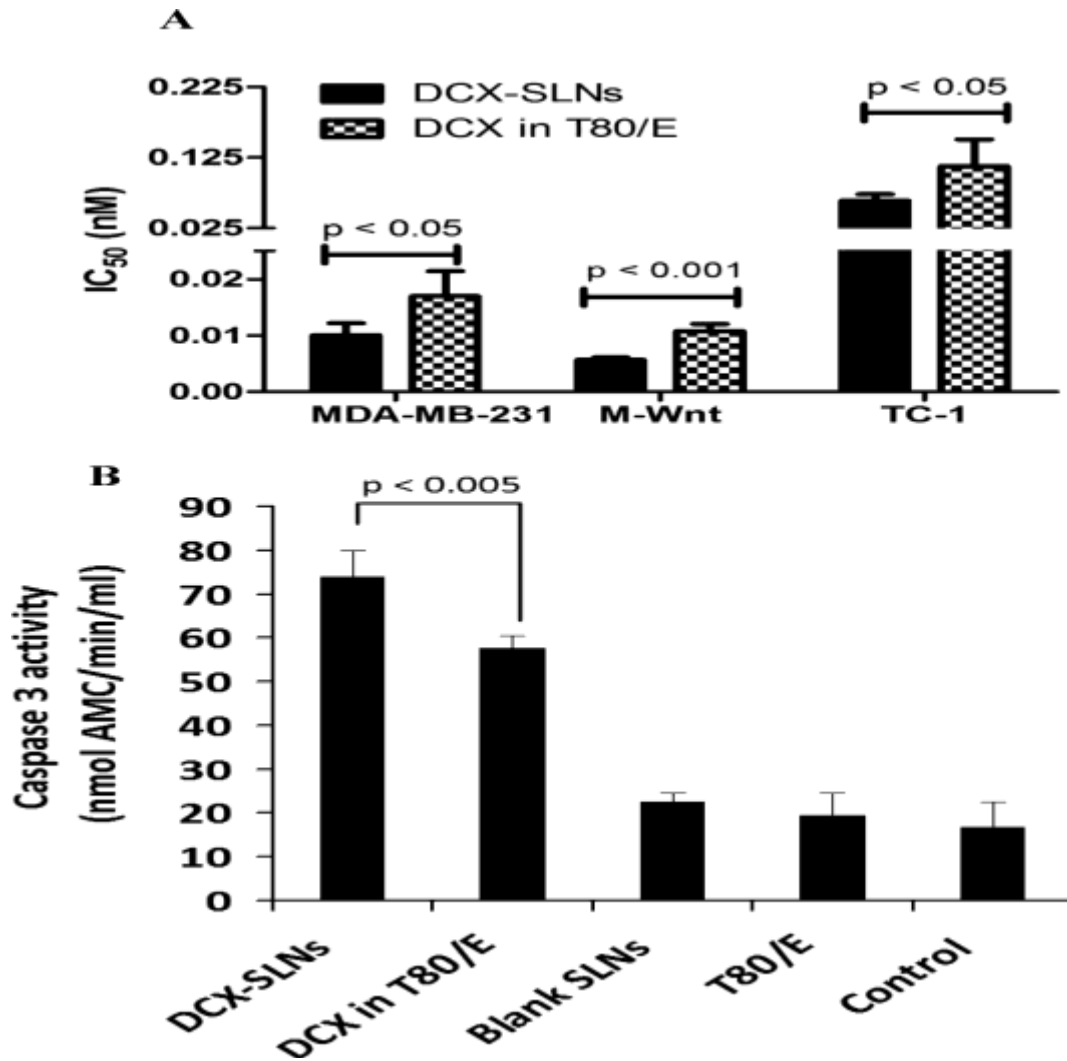 A
0.225
0.125
0.025
0.02
0.01
0.00
IC50 (nM)
DCX-SLNs
DCX in T80/E
p < 0.05
p < 0.001
p < 0.05
MDA-MB-231
M-Wnt
TC-1
B
p < 0.005
90
80
70
60
50
40
30
20
10
0
Caspase 3 activity
(nmol AMC/min/ml)
DCX-SLNs
DCX in T80/E
Blank SLNs
T80/E
Control